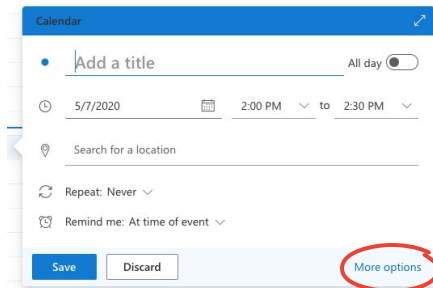 Calendar
Add a title
All day
5/7/2020 2:00 PM to 2:30 PM
Search for a location
Repeat: Never
Remind me: At time of event
Save Discard More options